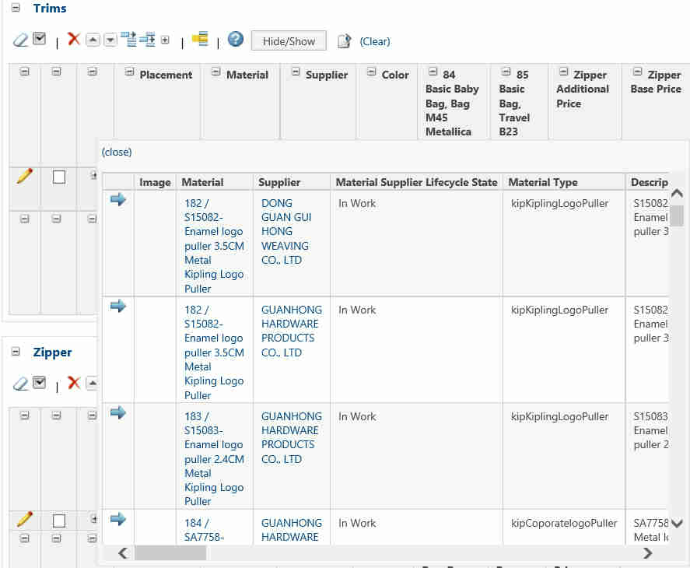 Trims
Hide/Show (Clear)
Placement Material Supplier Color 84 85 Zipper Zipper
Basic Baby Basic Additional Base Price
Bag, Bag Bag, Price
M45 Travel
Metallica B23
(close)
Image Material Supplier Material Supplier Lifecycle State Material Type Descrip
182 / DONG In Work kipKiplingLogoPuller S15082
S15082- GUAN GUI Enamel
Enamel logo HONG puller 3
puller 3.5CM WEAVING
Metal CO., LTD
Kipling Logo
Puller
182 / GUANHONG In Work kipKiplingLogoPuller S15082
S15082- HARDWARE Enamel
Enamel logo PRODUCTS puller 3
puller 3.5CM CO., LTD
Metal
Kipling Logo
Puller
Zipper
183 / GUANHONG In Work kipKiplingLogoPuller S15083
S15083- HARDWARE Enamel
Enamel logo PRODUCTS puller 2
puller 2.4CM CO., LTD
Metal
Kipling Logo
Puller
184 / GUANHONG In Work kipCoporatelogoPuller SA7758
SA7758- HARDWARE Metal